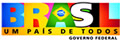 BRASIL
UM PAÍS DE TODOS
GOVERNO FEDERAL